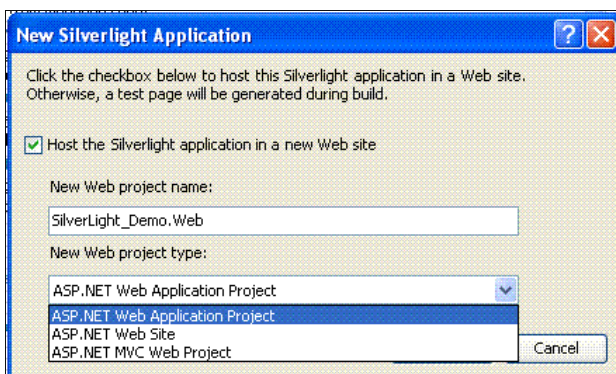 New Silverlight Application
Click the checkbox below to host this Silverlight application in a Web site.
Otherwise, a test page will be generated during build.
Host the Silverlight application in a new Web site
New Web project name:
SilverLight_Demo.Web
New Web project type:
ASP.NET Web Application Project
ASP.NET Web Application Project
ASP.NET Web Site
ASP.NET MVC Web Project
Cancel